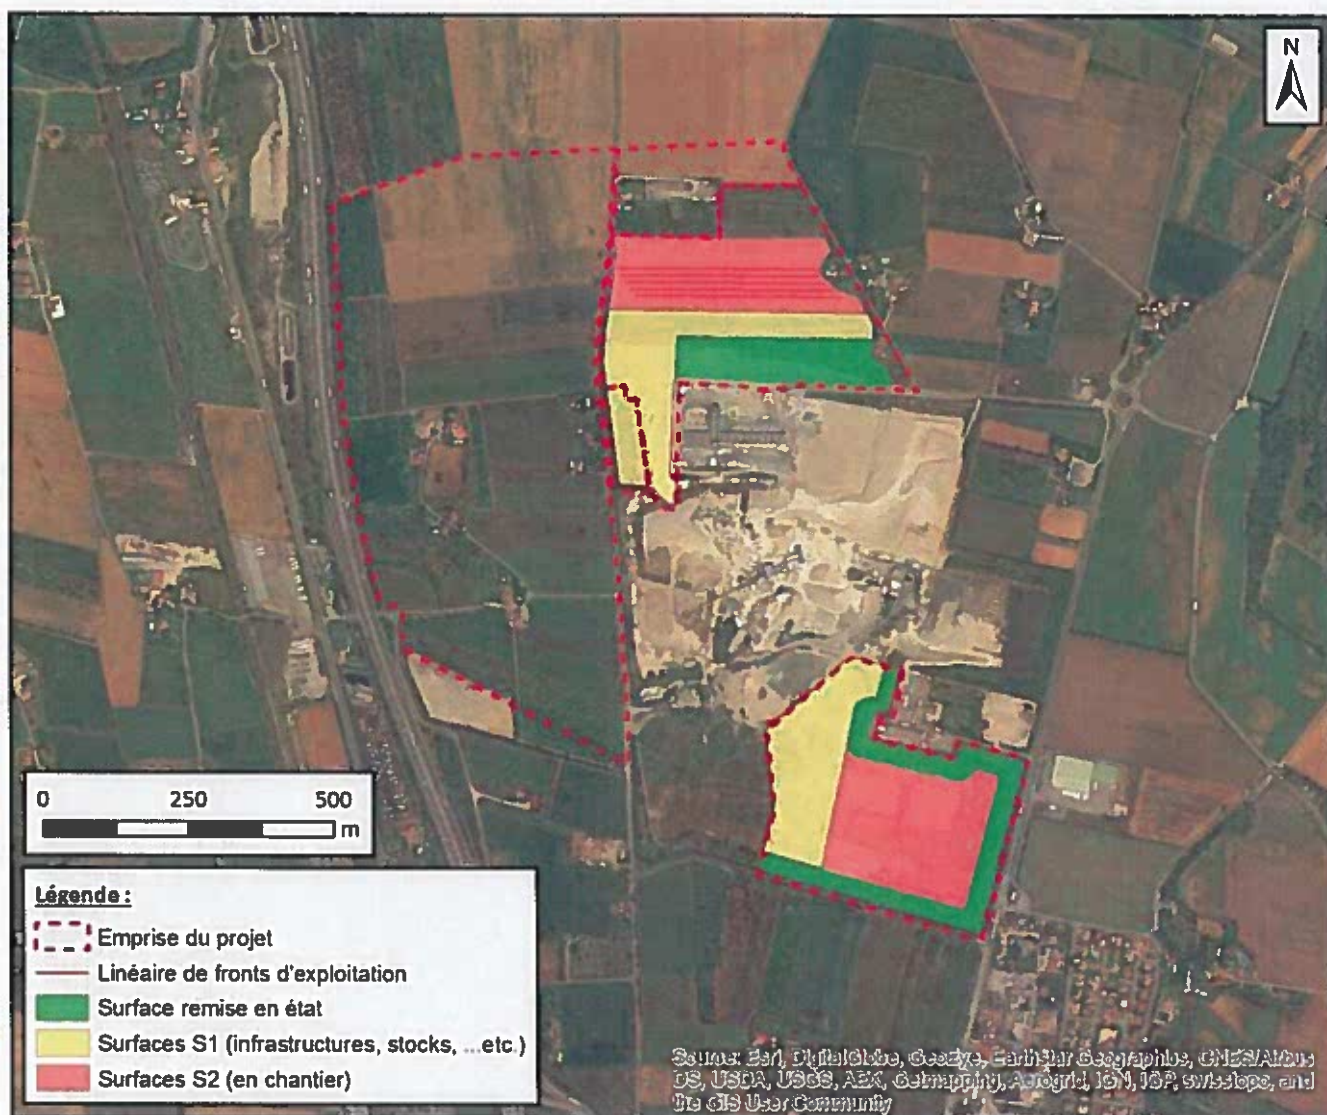 N
0 250 500
m
Légende :
Emprise du projet
Linéaire de fronts d'exploitation
Surface remise en état
Surfaces S1 (infrastructures, stocks, ...etc.)
Surfaces S2 (en chantier)
Source: Esri, DigitalGlobe, GeoEye, Earthstar Geographics, CNES/Airbus
DS, USDA, USGS, AEX, Getmapping, Aerogrid, IGN, IGP, swisstopo, and
the GIS User Community